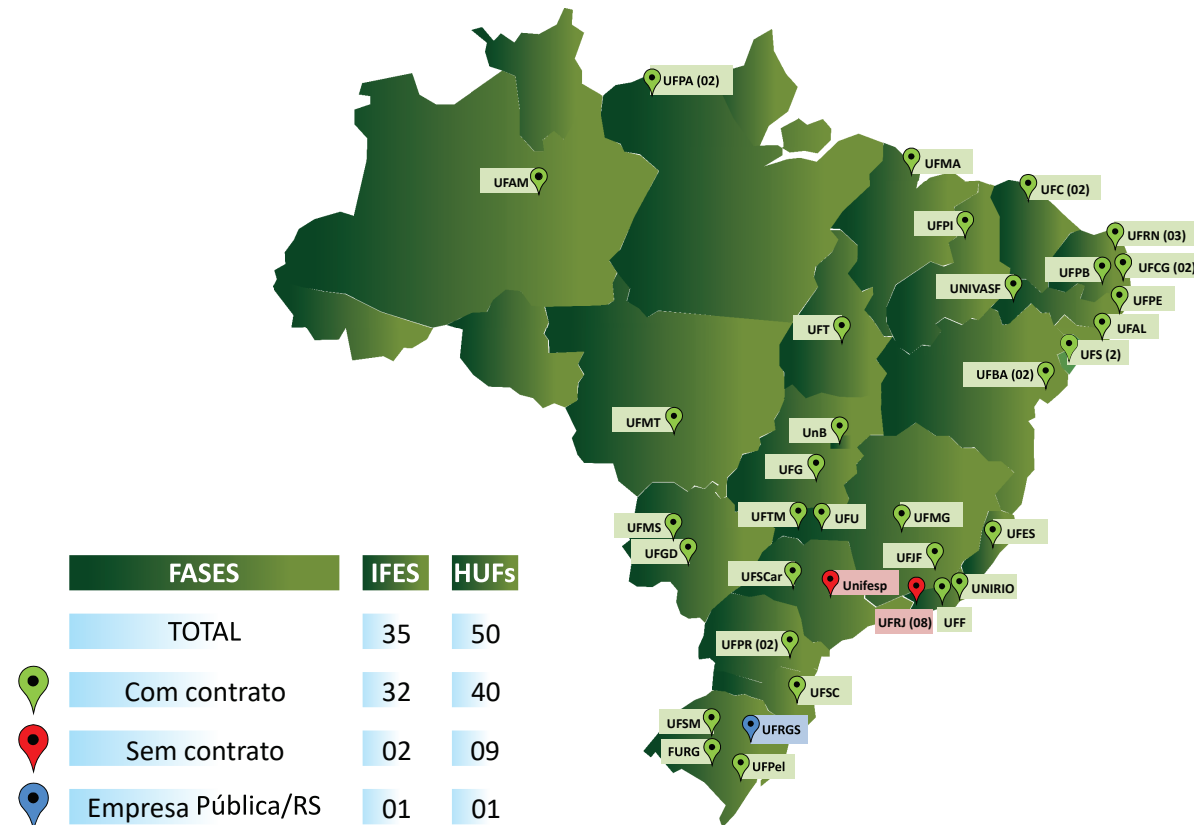 UFPA (02)
UFMA
UFAM
UFC (02)
UFPI
UFRN (03)
UFPB
UFCG (02)
UNIVASF
UFPE
UFT
UFAL
UFS (2)
UFBA (02)
UFMT
UnB
UFG
UFTM
UFU
UFMG
UFMS
UFES
UFGD
UFJF
UFSCar
Unifesp
UNIRIO
UFRJ (08)
UFF
UFPR (02)
UFSC
UFSM
UFRGS
FURG
UFPel
FASES IFES HUFs
TOTAL 35 50
Com contrato 32 40
Sem contrato 02 09
Empresa Pública/RS 01 01